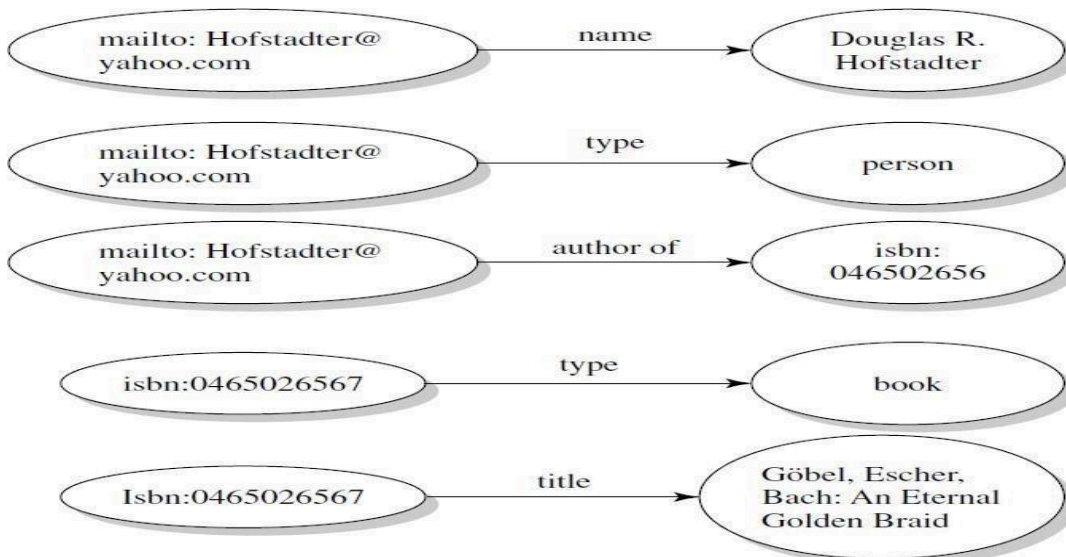 mailto: Hofstadter@
yahoo.com
name
Douglas R.
Hofstadter
mailto: Hofstadter@
yahoo.com
type
person
mailto: Hofstadter@
yahoo.com
author of
isbn:
046502656
isbn:0465026567
type
book
Isbn:0465026567
title
Göbel, Escher,
Bach: An Eternal
Golden Braid